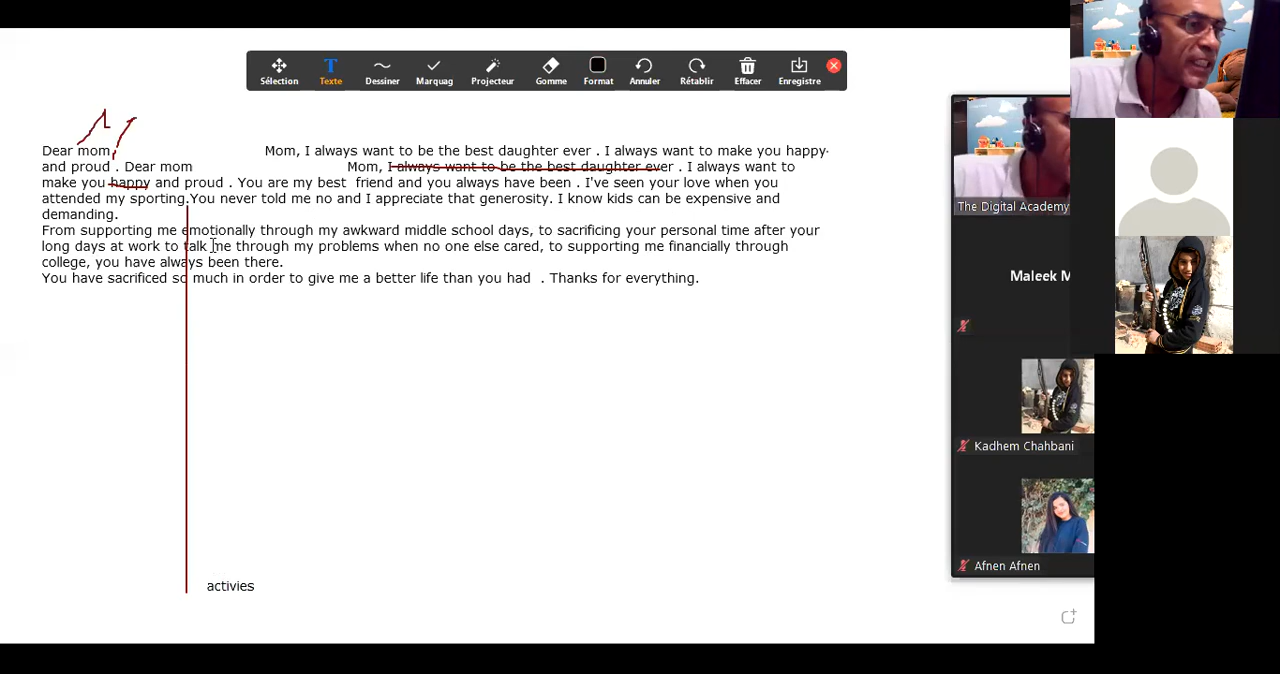 Sélection Texte Dessiner Marquag Projecteur Gomme Format Annuler Rétablir Effacer Enregistre
Dear mom Mom, I always want to be the best daughter ever . I always want to make you happy
and proud . Dear mom Mom, I always want to be the best daughter ever . I always want to
make you happy and proud . You are my best friend and you always have been . I've seen your love when you
attended my sporting.You never told me no and I appreciate that generosity. I know kids can be expensive and
demanding.
From supporting me emotionally through my awkward middle school days, to sacrificing your personal time after your
long days at work to talk me through my problems when no one else cared, to supporting me financially through
college, you have always been there.
You have sacrificed so much in order to give me a better life than you had . Thanks for everything.
activies
The Digital Academy
Maleek M
Kadhem Chahbani
Afnen Afnen